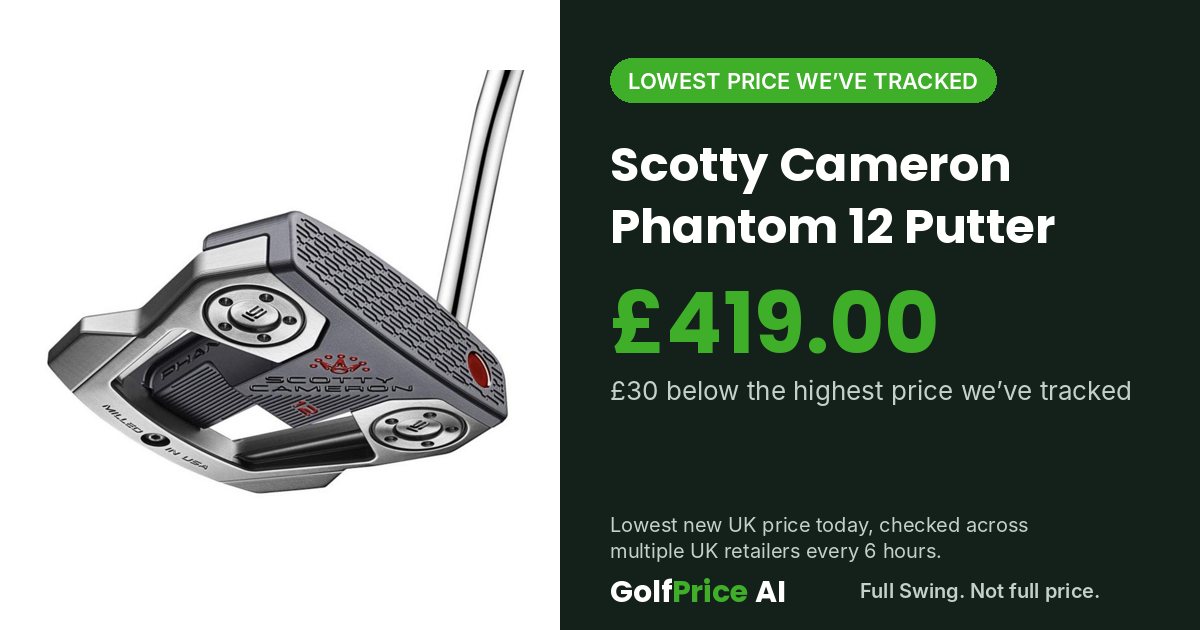 LOWEST PRICE WE’VE TRACKED
Scotty Cameron
Phantom 12 Putter
£419.00
£30 below the highest price we’ve tracked
Lowest new UK price today, checked across
multiple UK retailers every 6 hours.
GolfPrice AI
Full Swing. Not full price.
SCOTTY
CAMERON
12
MILLED IN USA